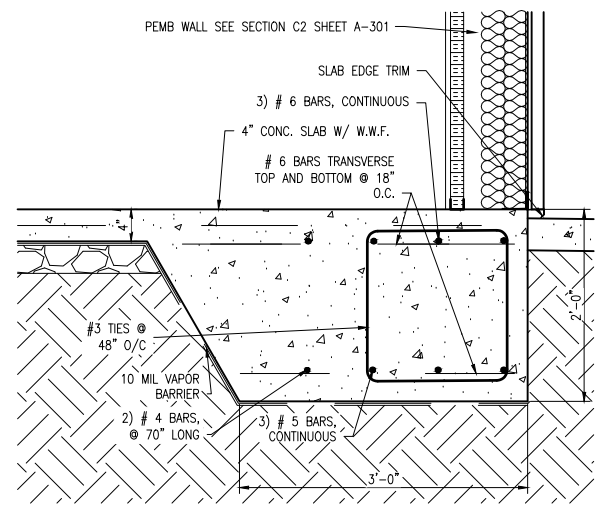 PEMB WALL SEE SECTION C2 SHEET A-301
SLAB EDGE TRIM
3) # 6 BARS, CONTINUOUS
4" CONC. SLAB W/ W.W.F.
# 6 BARS TRANSVERSE
TOP AND BOTTOM @ 18"
O.C.
4"
2'-0"
#3 TIES @
48" O/C
10 MIL VAPOR
BARRIER
2) # 4 BARS,
@ 70" LONG
3) # 5 BARS,
CONTINUOUS
3'-0"